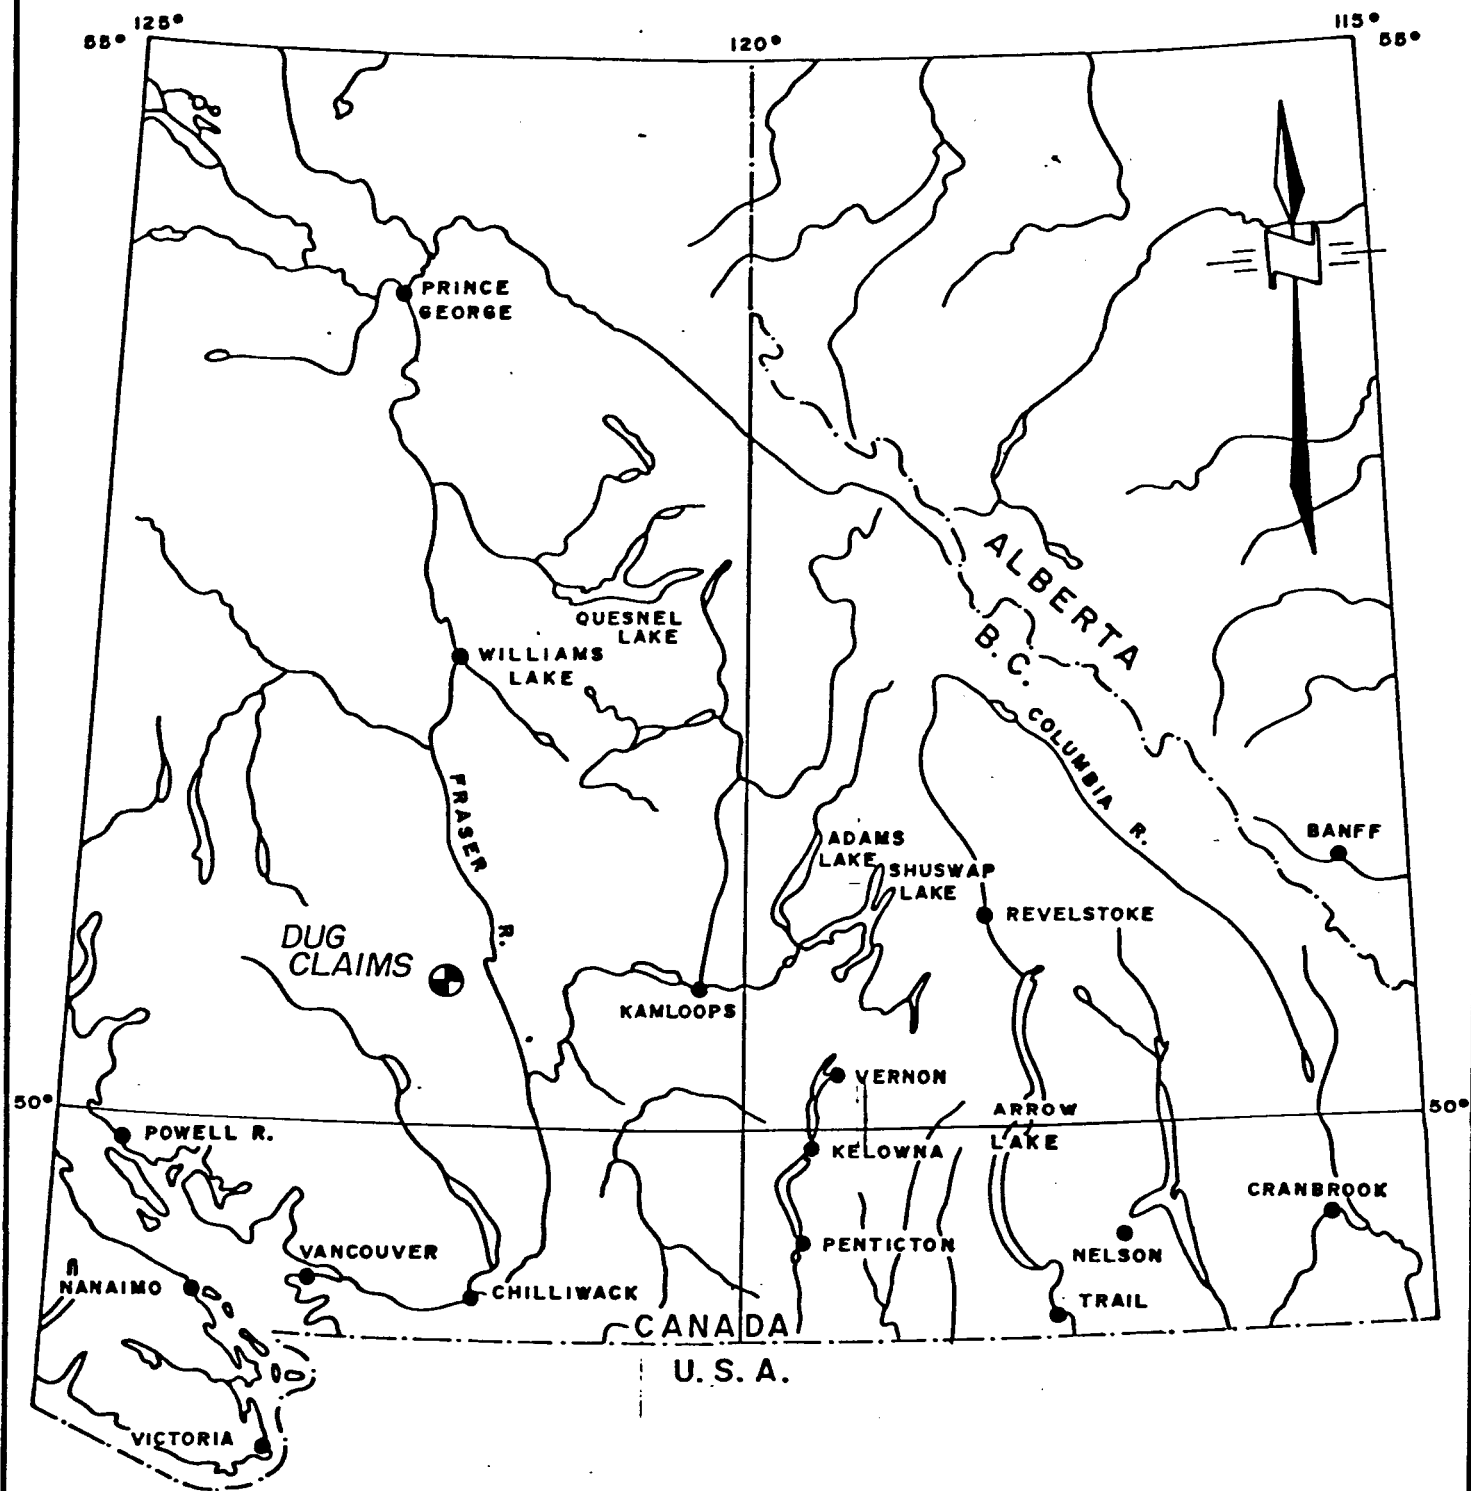 125°
115°
55°
120°
55°
PRINCE
GEORGE
ALBERTA
B.C.
QUESNEL
LAKE
WILLIAMS
LAKE
COLUMBIA R.
FRASER R.
BANFF
ADAMS
LAKE
SHUSWAP
LAKE
REVELSTOKE
DUG
CLAIMS
KAMLOOPS
VERNON
50°
50°
ARROW
LAKE
POWELL R.
KELOWNA
CRANBROOK
VANCOUVER
PENTICTON
NELSON
NANAIMO
CHILLIWACK
TRAIL
CANADA
U.S.A.
VICTORIA